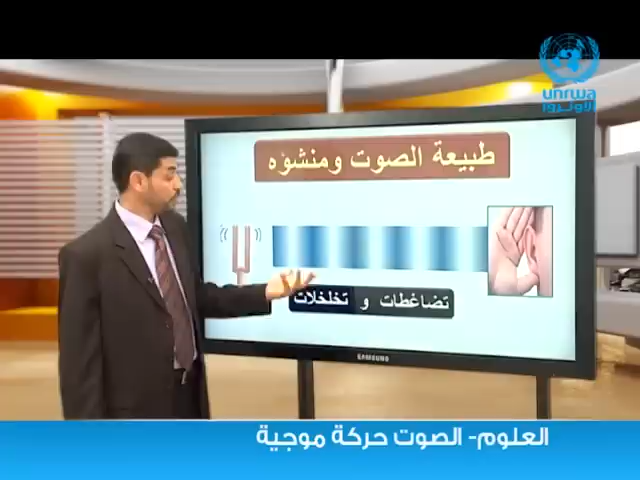 unrwa
الأونروا
طبيعة الصوت ومنشؤه
تضاغطات و تخلخلات
SAMSUNG
العلوم- الصوت حركة موجية